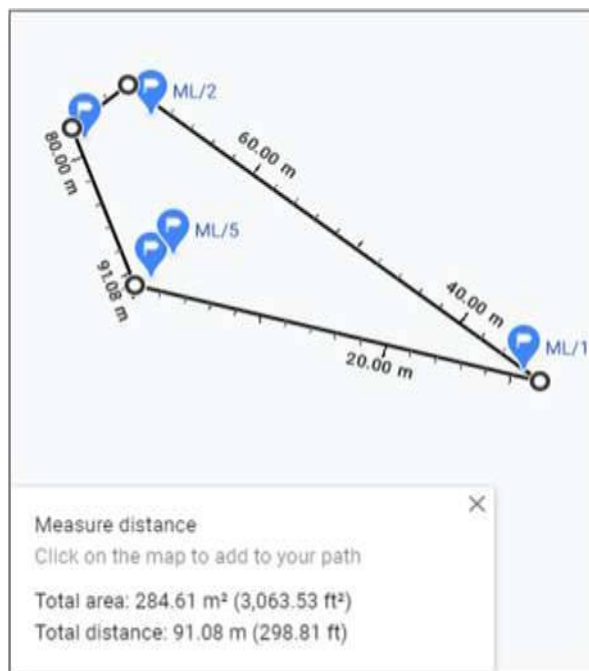 ML/2
60.00 m
80.00 m
ML/5
91.08 m
40.00 m
ML/1
20.00 m
Measure distance
Click on the map to add to your path
Total area: 284.61 m² (3,063.53 ft²)
Total distance: 91.08 m (298.81 ft)